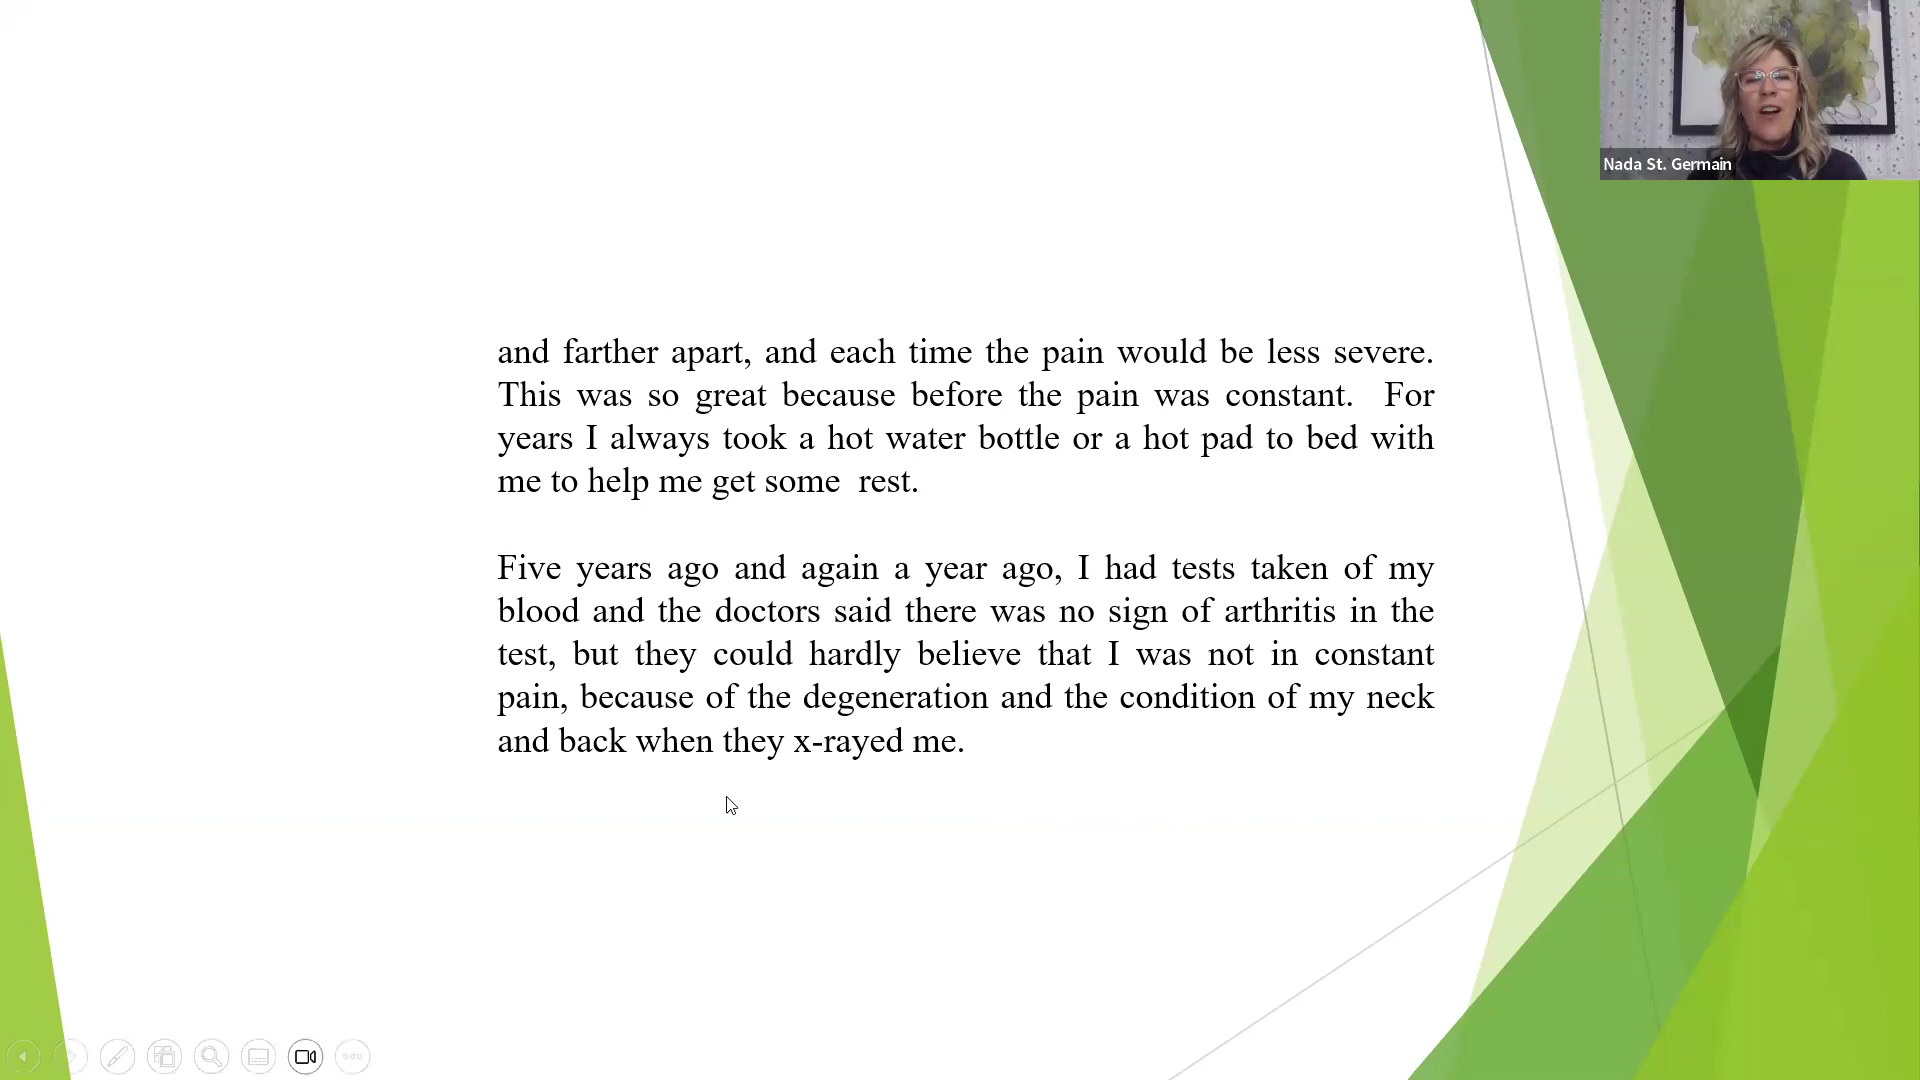 Nada St. Germain
and farther apart, and each time the pain would be less severe.
This was so great because before the pain was constant.  For
years I always took a hot water bottle or a hot pad to bed with
me to help me get some  rest.
Five years ago and again a year ago, I had tests taken of my
blood and the doctors said there was no sign of arthritis in the
test, but they could hardly believe that I was not in constant
pain, because of the degeneration and the condition of my neck
and back when they x-rayed me.